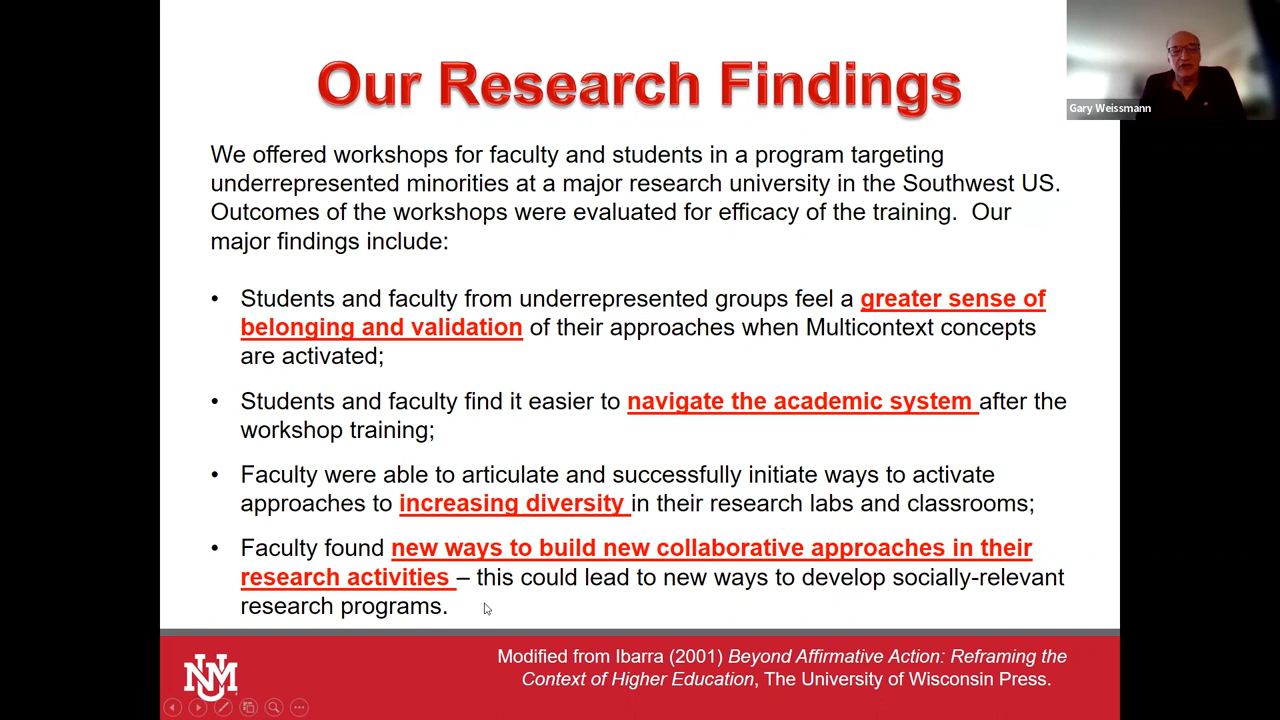 Our Research Findings
Gary Weissmann
We offered workshops for faculty and students in a program targeting
underrepresented minorities at a major research university in the Southwest US.
Outcomes of the workshops were evaluated for efficacy of the training.  Our
major findings include:
• Students and faculty from underrepresented groups feel a greater sense of
belonging and validation of their approaches when Multicontext concepts
are activated;
• Students and faculty find it easier to navigate the academic system after the
workshop training;
• Faculty were able to articulate and successfully initiate ways to activate
approaches to increasing diversity in their research labs and classrooms;
• Faculty found new ways to build new collaborative approaches in their
research activities – this could lead to new ways to develop socially-relevant
research programs.
UNM
Modified from Ibarra (2001) Beyond Affirmative Action: Reframing the
Context of Higher Education, The University of Wisconsin Press.